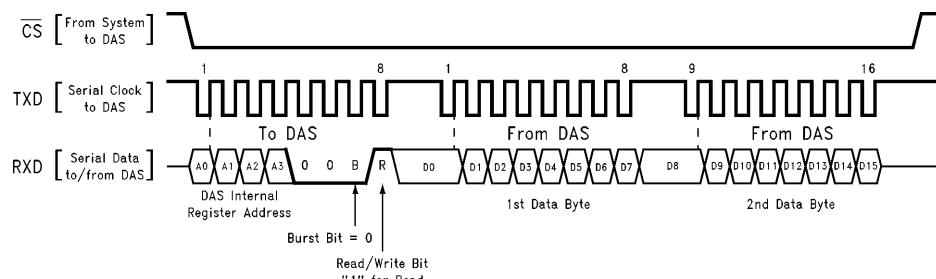 CS [ From System to DAS ]
1 8 1 8 9 16
TXD [ Serial Clock to DAS ]
To DAS From DAS From DAS
RXD [ Serial Data to/from DAS ]
A0 A1 A2 A3 0 0 B R D0 D1 D2 D3 D4 D5 D6 D7 D8 D9 D10 D11 D12 D13 D14 D15
DAS Internal
Register Address
1st Data Byte 2nd Data Byte
Burst Bit = 0
Read/Write Bit
"1" for Read